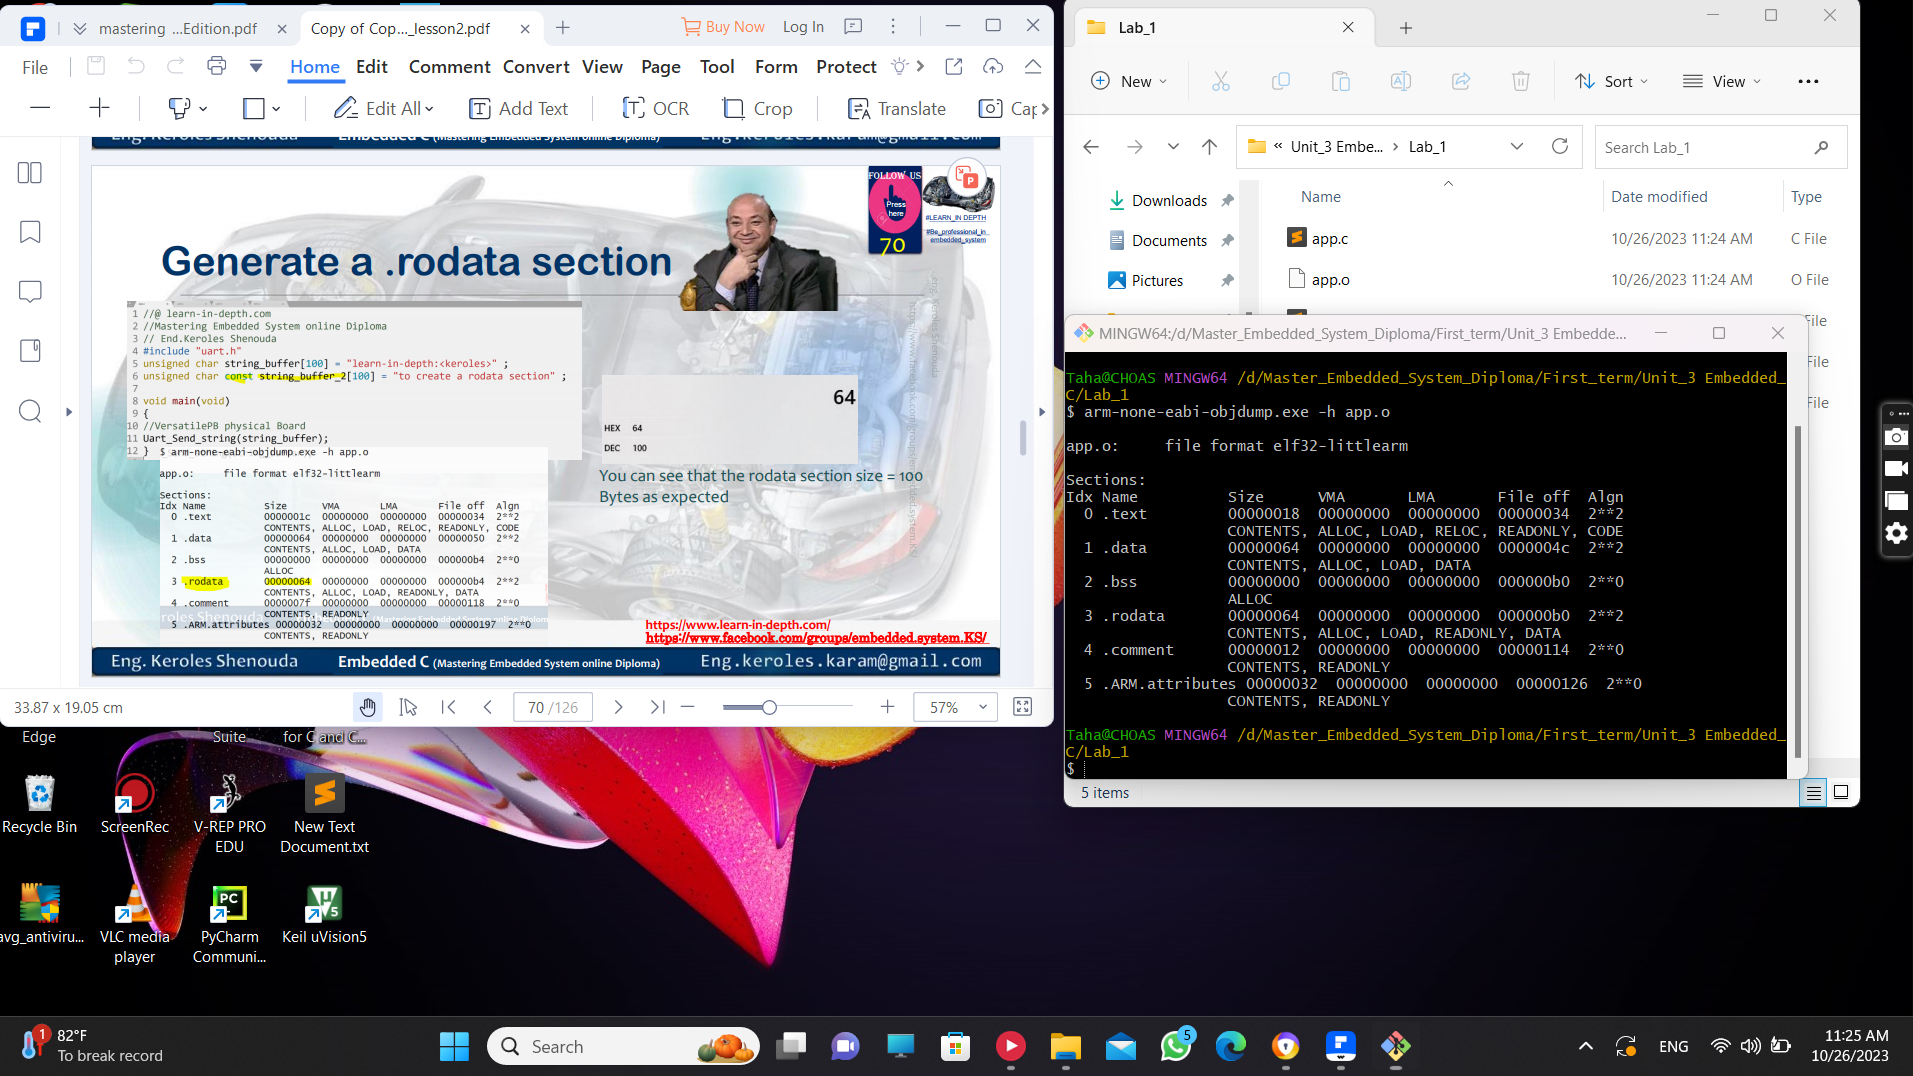 mastering ...Edition.pdf
Copy of Cop..._lesson2.pdf
Buy Now
Log In
File
Home
Edit
Comment
Convert
View
Page
Tool
Form
Protect
Edit All
Add Text
OCR
Crop
Translate
Cap
Eng. Keroles Shenouda
Embedded C (Mastering Embedded System online Diploma)
Eng.keroles.karam@gmail.com
FOLLOW US
Press
here
70
#LEARN_IN DEPTH
#Be_professional_in_
embedded_system
Generate a .rodata section
1 //@ learn-in-depth.com
2 //Mastering Embedded System online Diploma
3 // End.Keroles Shenouda
4 #include "uart.h"
5 unsigned char string_buffer[100] = "learn-in-depth:<keroles>" ;
6 unsigned char const string_buffer_2[100] = "to create a rodata section" ;
7
8 void main(void)
9 {
10 //VersatilePB physical Board
11 Uart_Send_string(string_buffer);
12 }
$ arm-none-eabi-objdump.exe -h app.o
app.o:     file format elf32-littlearm
Sections:
Idx Name          Size      VMA       LMA       File off  Algn
0 .text         0000001c  00000000  00000000  00000034  2**2
CONTENTS, ALLOC, LOAD, RELOC, READONLY, CODE
1 .data         00000064  00000000  00000000  00000050  2**2
CONTENTS, ALLOC, LOAD, DATA
2 .bss          00000000  00000000  00000000  000000b4  2**0
ALLOC
3 .rodata       00000064  00000000  00000000  000000b4  2**2
CONTENTS, ALLOC, LOAD, READONLY, DATA
4 .comment      0000007f  00000000  00000000  00000118  2**0
CONTENTS, READONLY
5 .ARM.attributes 00000032  00000000  00000000  00000197  2**0
CONTENTS, READONLY
64
HEX 64
DEC 100
You can see that the rodata section size = 100
Bytes as expected
https://www.learn-in-depth.com/
https://www.facebook.com/groups/embedded.system.KS/
Eng. Keroles Shenouda
Embedded C (Mastering Embedded System online Diploma)
Eng.keroles.karam@gmail.com
33.87 x 19.05 cm
70 /126
57%
Lab_1
New
Sort
View
Unit_3 Embe...
Lab_1
Search Lab_1
Downloads
Documents
Pictures
Name
Date modified
Type
app.c
10/26/2023 11:24 AM
C File
app.o
10/26/2023 11:24 AM
O File
File
File
File
MINGW64:/d/Master_Embedded_System_Diploma/First_term/Unit_3 Embedde...
Taha@CHOAS MINGW64 /d/Master_Embedded_System_Diploma/First_term/Unit_3 Embedded_
C/Lab_1
$ arm-none-eabi-objdump.exe -h app.o
app.o:     file format elf32-littlearm
Sections:
Idx Name          Size      VMA       LMA       File off  Algn
0 .text         00000018  00000000  00000000  00000034  2**2
CONTENTS, ALLOC, LOAD, RELOC, READONLY, CODE
1 .data         00000064  00000000  00000000  0000004c  2**2
CONTENTS, ALLOC, LOAD, DATA
2 .bss          00000000  00000000  00000000  000000b0  2**0
ALLOC
3 .rodata       00000064  00000000  00000000  000000b0  2**2
CONTENTS, ALLOC, LOAD, READONLY, DATA
4 .comment      00000012  00000000  00000000  00000114  2**0
CONTENTS, READONLY
5 .ARM.attributes 00000032  00000000  00000000  00000126  2**0
CONTENTS, READONLY
Taha@CHOAS MINGW64 /d/Master_Embedded_System_Diploma/First_term/Unit_3 Embedded_
C/Lab_1
$
5 items
Edge
Suite
for C and C...
Recycle Bin
ScreenRec
V-REP PRO
EDU
New Text
Document.txt
avg_antiviru...
VLC media
player
PyCharm
Communi...
Keil uVision5
1
82°F
To break record
Search
5
ENG
11:25 AM
10/26/2023